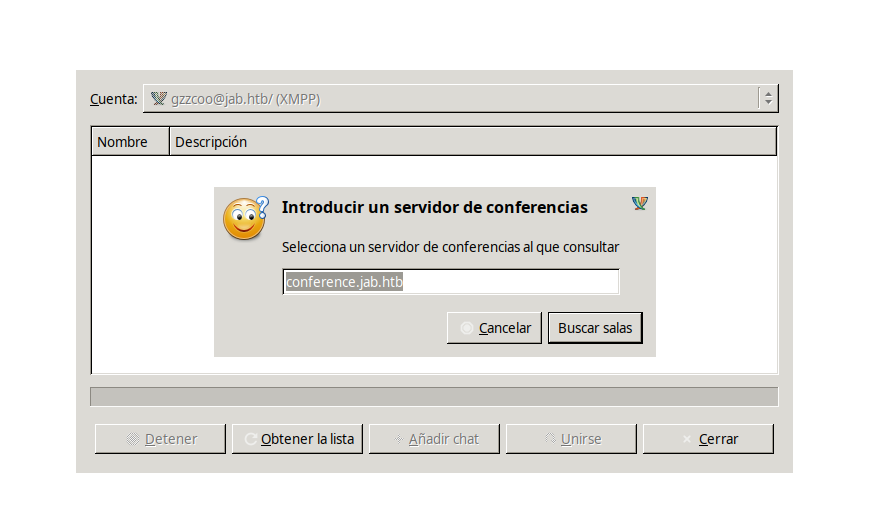 Cuenta: gzzcoo@jab.htb/ (XMPP)
Nombre Descripción
Introducir un servidor de conferencias
Selecciona un servidor de conferencias al que consultar
conference.jab.htb
Cancelar Buscar salas
Detener Obtener la lista Añadir chat Unirse Cerrar